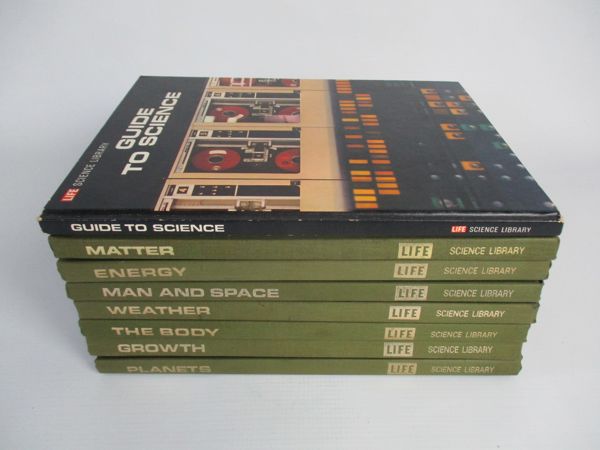 GUIDE
TO SCIENCE
LIFE SCIENCE LIBRARY
GUIDE TO SCIENCE LIFE SCIENCE LIBRARY
MATTER LIFE SCIENCE LIBRARY
ENERGY LIFE SCIENCE LIBRARY
MAN AND SPACE LIFE SCIENCE LIBRARY
WEATHER LIFE SCIENCE LIBRARY
THE BODY LIFE SCIENCE LIBRARY
GROWTH LIFE SCIENCE LIBRARY
PLANETS LIFE SCIENCE LIBRARY